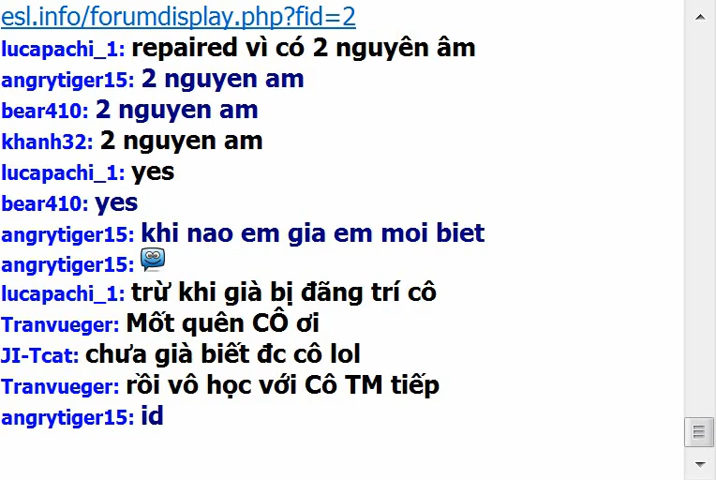 esl.info/forumdisplay.php?fid=2
lucapachi_1: repaired vì có 2 nguyên âm
angrytiger15: 2 nguyen am
bear410: 2 nguyen am
khanh32: 2 nguyen am
lucapachi_1: yes
bear410: yes
angrytiger15: khi nao em gia em moi biet
angrytiger15:
lucapachi_1: trừ khi già bị đãng trí cô
Tranvueger: Mốt quên CÔ ơi
JI-Tcat: chưa già biết đc cô lol
Tranvueger: rồi vô học với Cô TM tiếp
angrytiger15: id